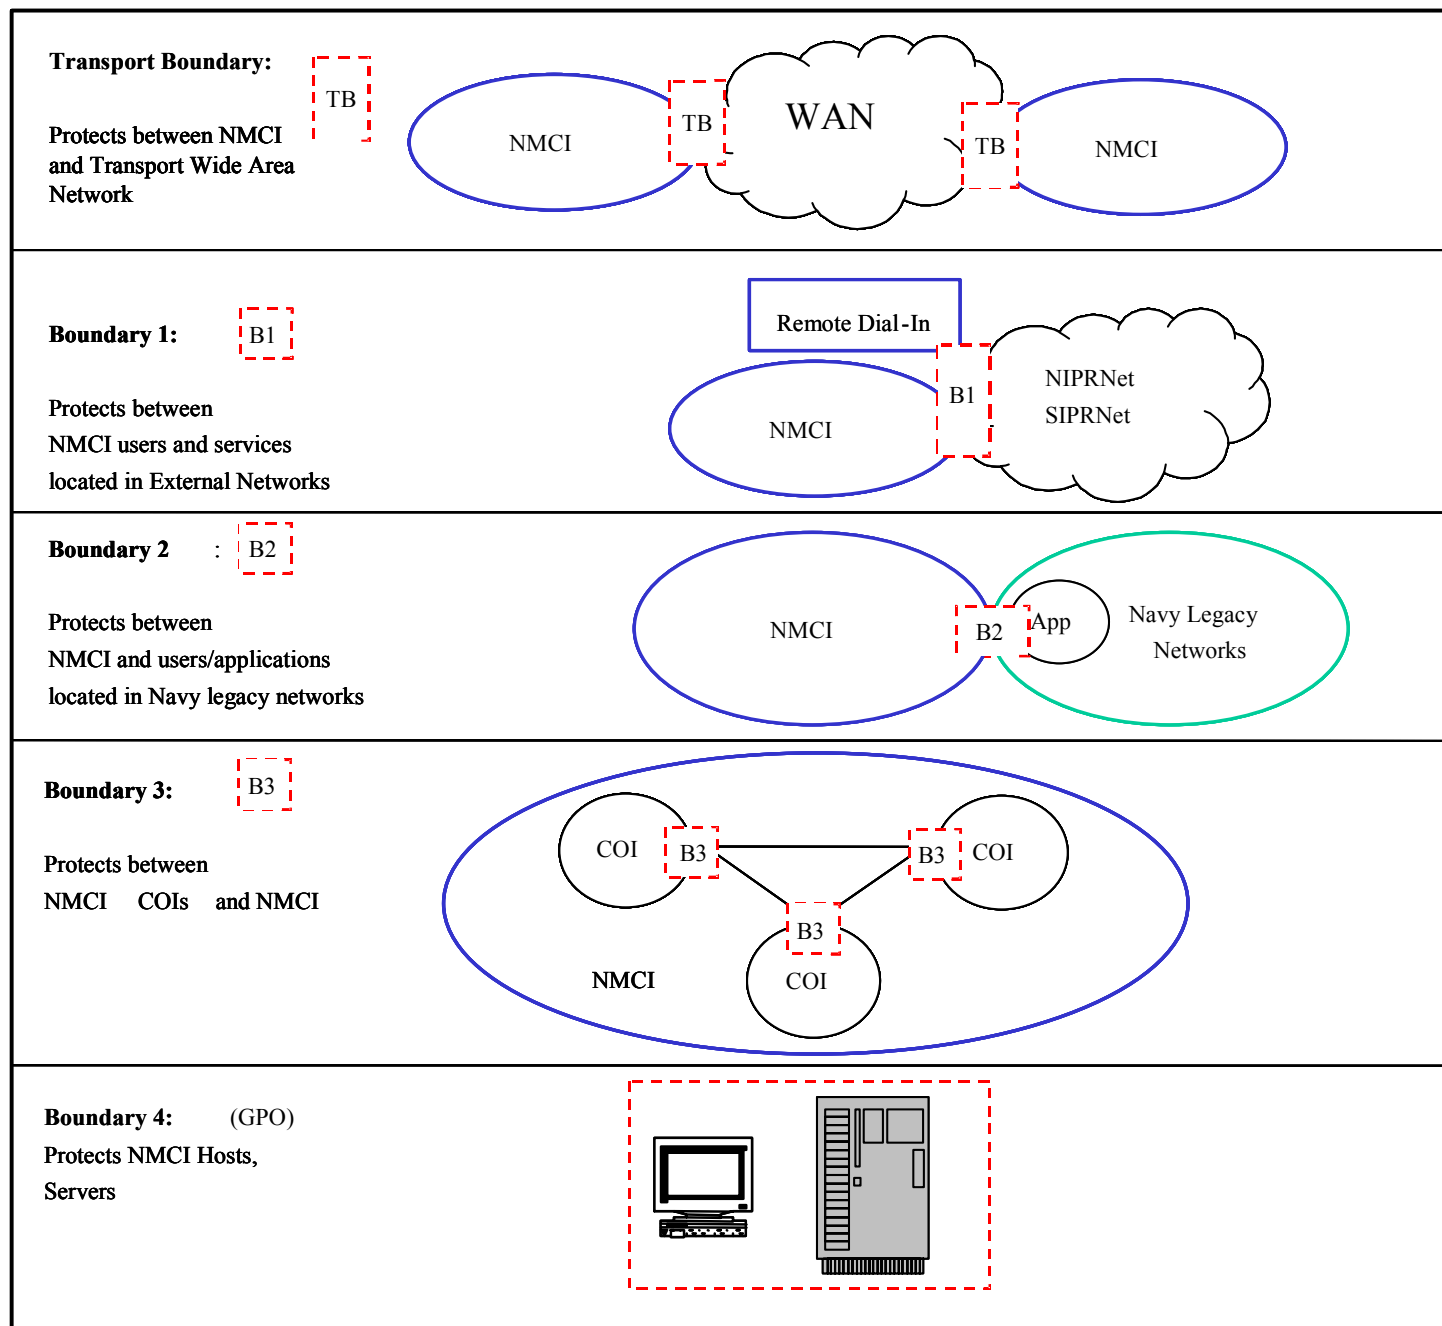 Transport Boundary:
TB
Protects between NMCI
and Transport Wide Area
Network
NMCI
TB
WAN
TB
NMCI
Boundary 1:
B1
Protects between
NMCI users and services
located in External Networks
Remote Dial-In
NMCI
B1
NIPRNet
SIPRNet
Boundary 2 :
B2
Protects between
NMCI and users/applications
located in Navy legacy networks
NMCI
B2
App
Navy Legacy
Networks
Boundary 3:
B3
Protects between
NMCI COIs and NMCI
COI
B3
B3
COI
B3
COI
NMCI
Boundary 4: (GPO)
Protects NMCI Hosts,
Servers